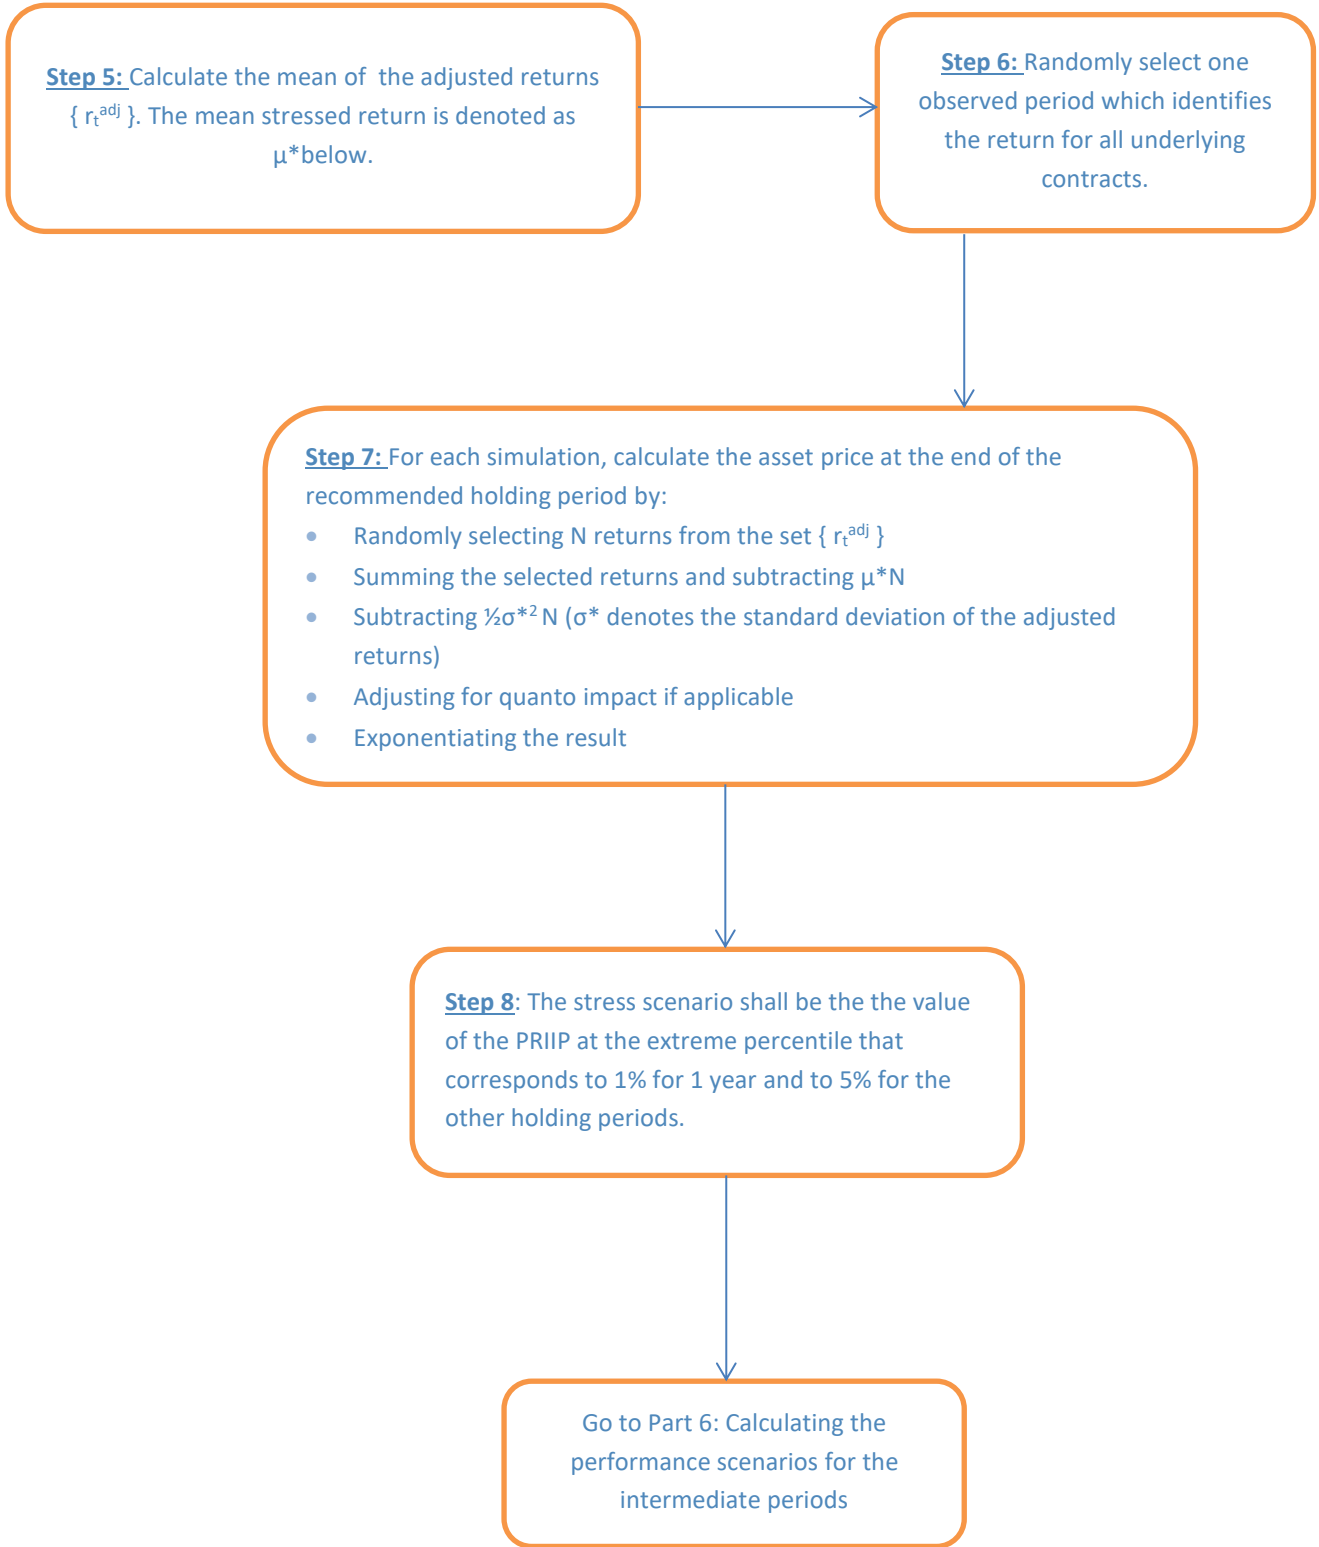 Step 5: Calculate the mean of  the adjusted returns
{ rₜᵃᵈʲ }. The mean stressed return is denoted as
µ*below.
Step 6: Randomly select one
observed period which identifies
the return for all underlying
contracts.
Step 7: For each simulation, calculate the asset price at the end of the
recommended holding period by:
• Randomly selecting N returns from the set { rₜᵃᵈʲ }
• Summing the selected returns and subtracting µ*N
• Subtracting ½σ*² N (σ* denotes the standard deviation of the adjusted
returns)
• Adjusting for quanto impact if applicable
• Exponentiating the result
Step 8: The stress scenario shall be the the value
of the PRIIP at the extreme percentile that
corresponds to 1% for 1 year and to 5% for the
other holding periods.
Go to Part 6: Calculating the
performance scenarios for the
intermediate periods